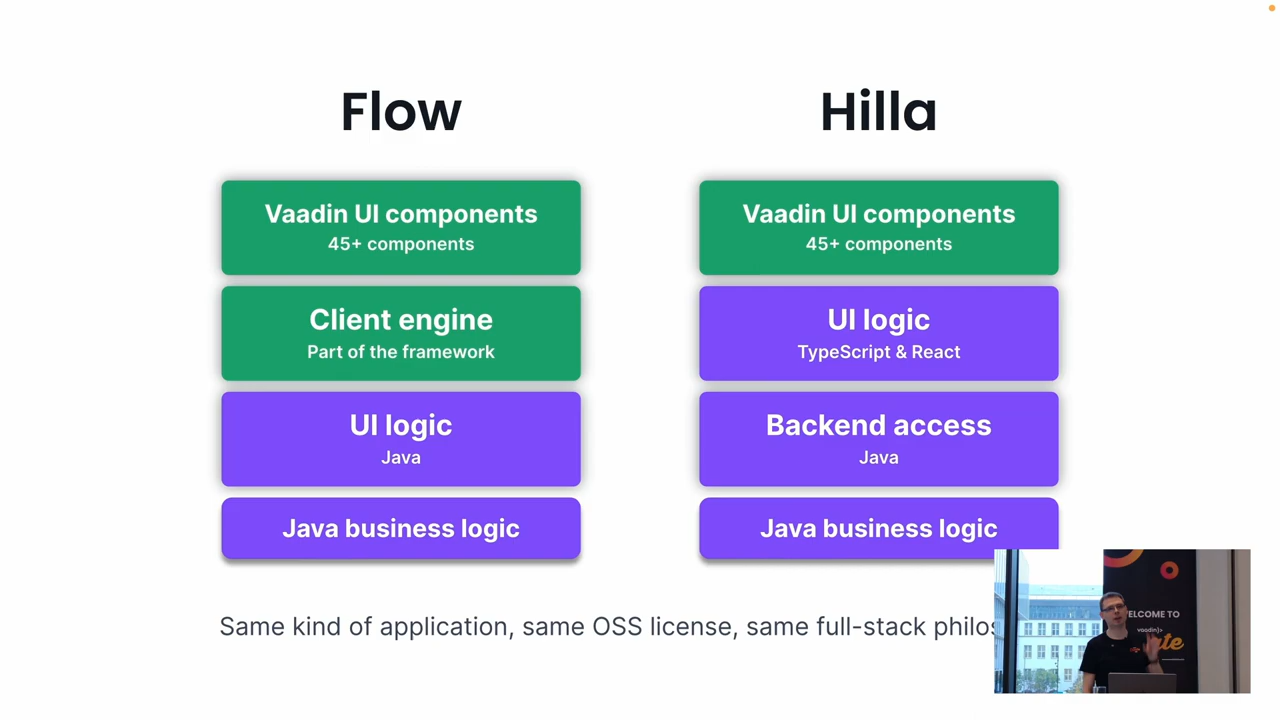 Flow
Vaadin UI components
45+ components
Client engine
Part of the framework
UI logic
Java
Java business logic
Hilla
Vaadin UI components
45+ components
UI logic
TypeScript & React
Backend access
Java
Java business logic
Same kind of application, same OSS license, same full-stack
ELCOME TO
vaadin}>